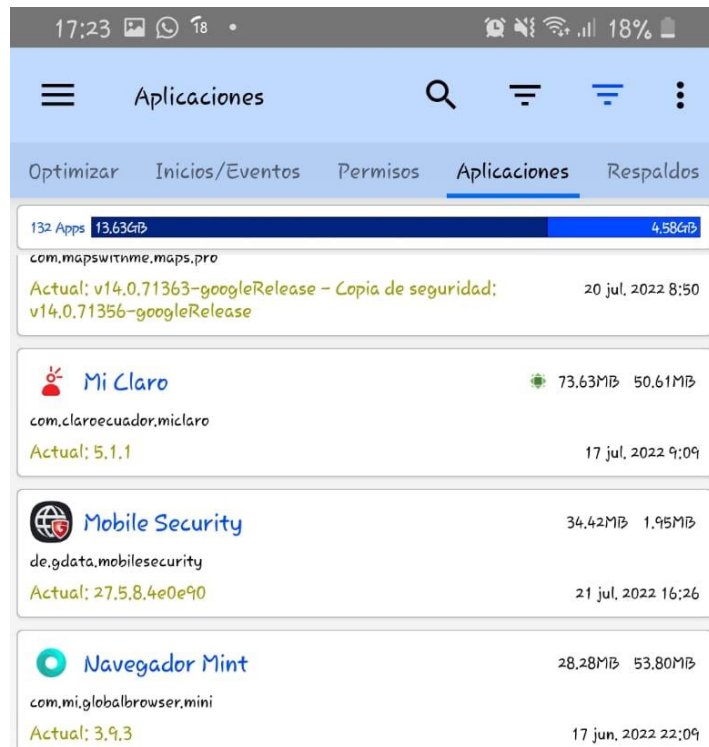 17:23 18 • 18%
Aplicaciones
Optimizar Inicios/Eventos Permisos Aplicaciones Respaldos
132 Apps 13,63GB 4,58GB
com.mapswithme.maps.pro
Actual: v14.0.71363-googleRelease - Copia de seguridad: 20 jul. 2022 8:50
v14.0.71356-googleRelease
Mi Claro 73,63MB 50,61MB
com.claroecuador.miclaro
Actual: 5.1.1 17 jul. 2022 9:09
Mobile Security 34,42MB 1,95MB
de.gdata.mobilesecurity
Actual: 27.5.8.4e0e90 21 jul. 2022 16:26
Navegador Mint 28,28MB 53,80MB
com.mi.globalbrowser.mini
Actual: 3.9.3 17 jun. 2022 22:09